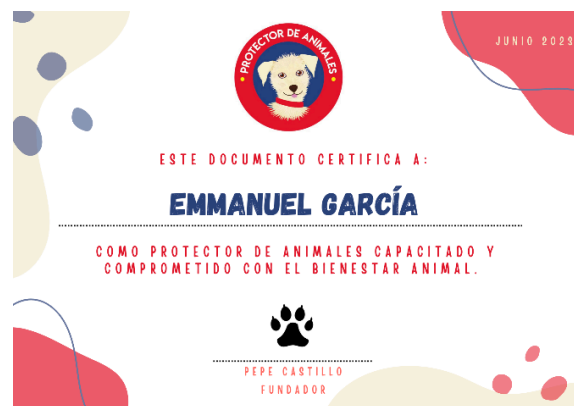 JUNIO 2023
PROTECTOR DE ANIMALES
ESTE DOCUMENTO CERTIFICA A:
EMMANUEL GARCÍA
COMO PROTECTOR DE ANIMALES CAPACITADO Y
COMPROMETIDO CON EL BIENESTAR ANIMAL.
PEPE CASTILLO
FUNDADOR